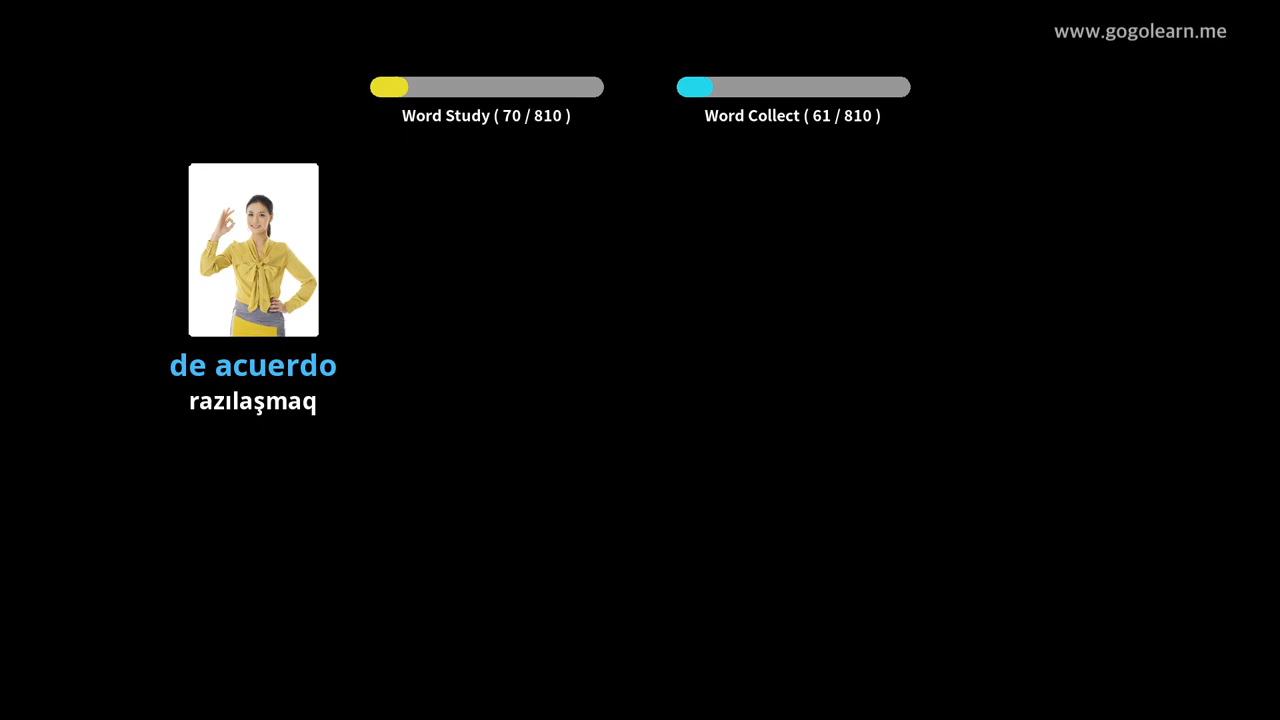 www.gogolearn.me
Word Study ( 70 / 810 )
Word Collect ( 61 / 810 )
de acuerdo
razılaşmaq